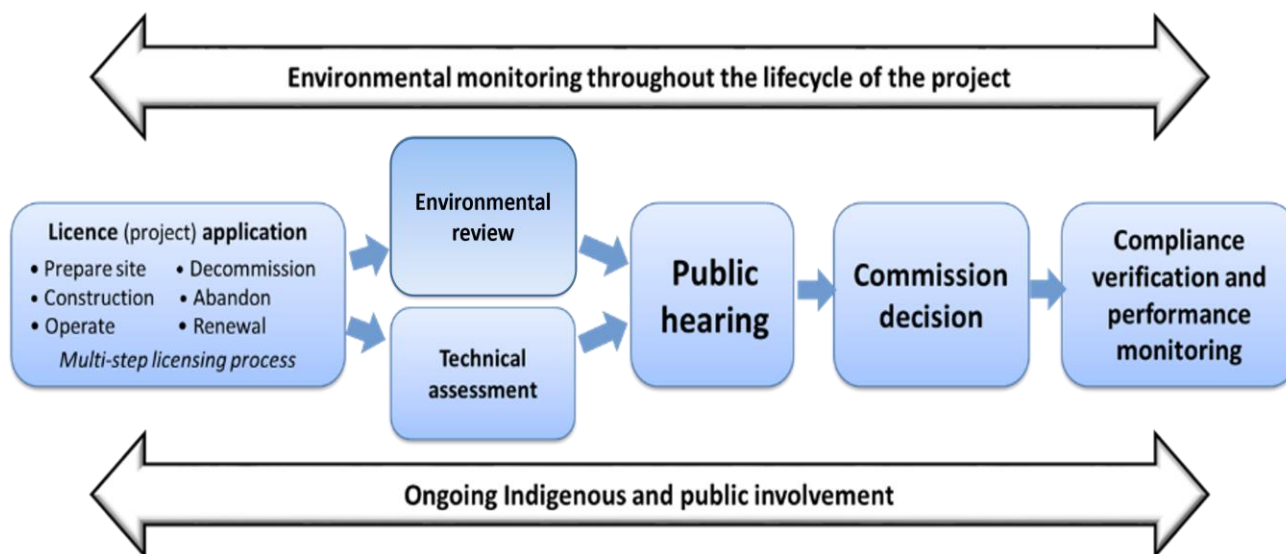 Environmental monitoring throughout the lifecycle of the project
Licence (project) application
• Prepare site
• Construction
• Operate
• Decommission
• Abandon
• Renewal
Multi-step licensing process
Environmental
review
Technical
assessment
Public
hearing
Commission
decision
Compliance
verification and
performance
monitoring
Ongoing Indigenous and public involvement